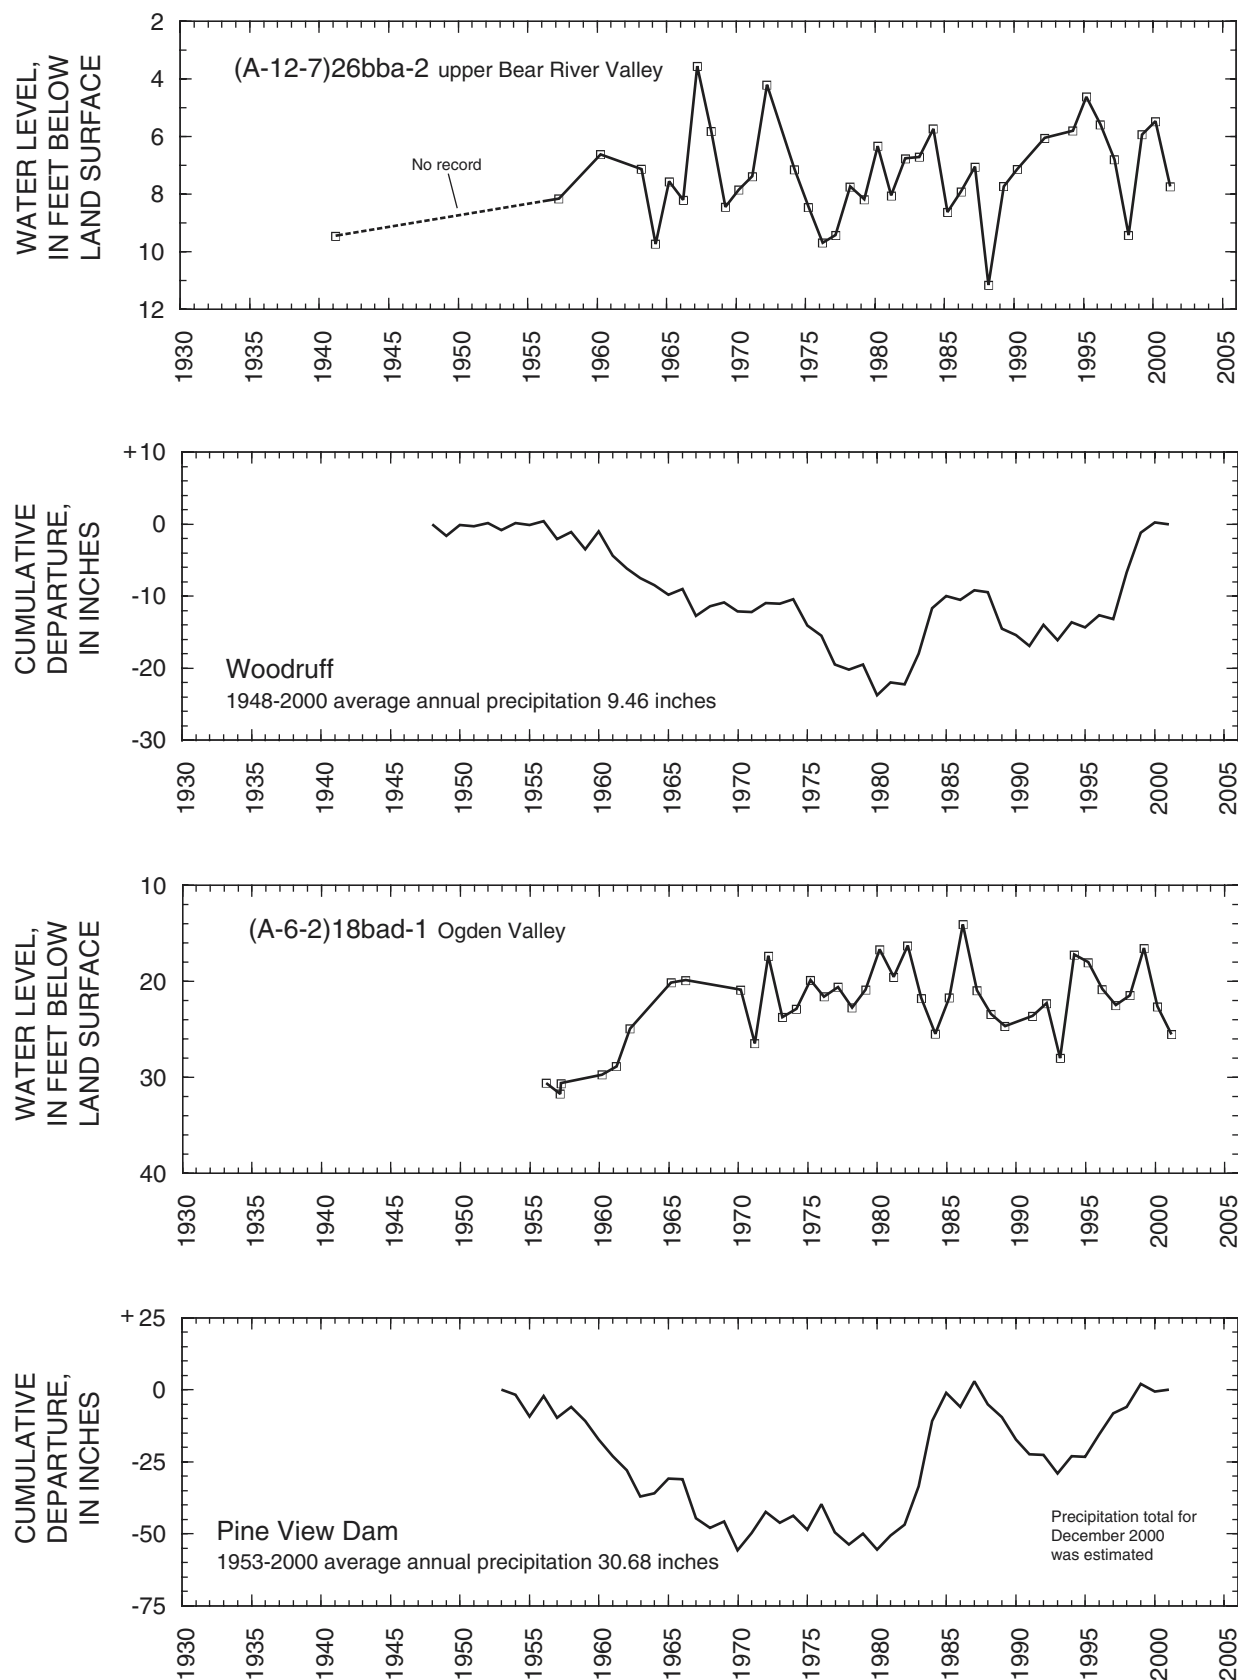 WATER LEVEL,
IN FEET BELOW
LAND SURFACE
2
4
6
8
10
12
(A-12-7)26bba-2 upper Bear River Valley
No record
1930 1935 1940 1945 1950 1955 1960 1965 1970 1975 1980 1985 1990 1995 2000 2005
CUMULATIVE
DEPARTURE,
IN INCHES
+10
0
-10
-20
-30
Woodruff
1948-2000 average annual precipitation 9.46 inches
1930 1935 1940 1945 1950 1955 1960 1965 1970 1975 1980 1985 1990 1995 2000 2005
WATER LEVEL,
IN FEET BELOW
LAND SURFACE
10
20
30
40
(A-6-2)18bad-1 Ogden Valley
1930 1935 1940 1945 1950 1955 1960 1965 1970 1975 1980 1985 1990 1995 2000 2005
CUMULATIVE
DEPARTURE,
IN INCHES
+25
0
-25
-50
-75
Pine View Dam
1953-2000 average annual precipitation 30.68 inches
Precipitation total for
December 2000
was estimated
1930 1935 1940 1945 1950 1955 1960 1965 1970 1975 1980 1985 1990 1995 2000 2005